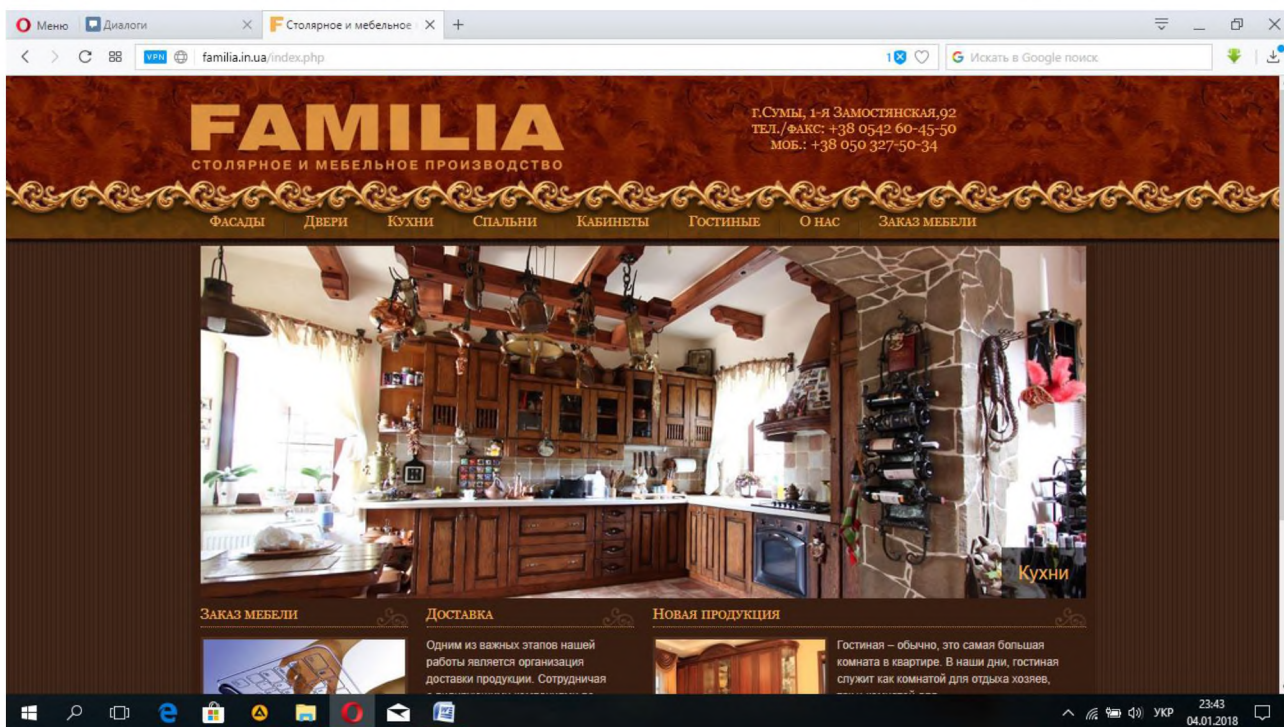 Меню
Диалоги
Столярное и мебельное
VPN
familia.in.ua/index.php
1
Искать в Google поиск
FAMILIA
СТОЛЯРНОЕ И МЕБЕЛЬНОЕ ПРОИЗВОДСТВО
г.Сумы, 1-я Замостянская,92
тел./факс: +38 0542 60-45-50
моб.: +38 050 327-50-34
Фасады
Двери
Кухни
Спальни
Кабинеты
Гостиные
О нас
Заказ мебели
Кухни
Заказ мебели
Доставка
Одним из важных этапов нашей
работы является организация
доставки продукции. Сотрудничая
Новая продукция
Гостиная – обычно, это самая большая
комната в квартире. В наши дни, гостиная
служит как комнатой для отдыха хозяев,
УКР
23:43
04.01.2018